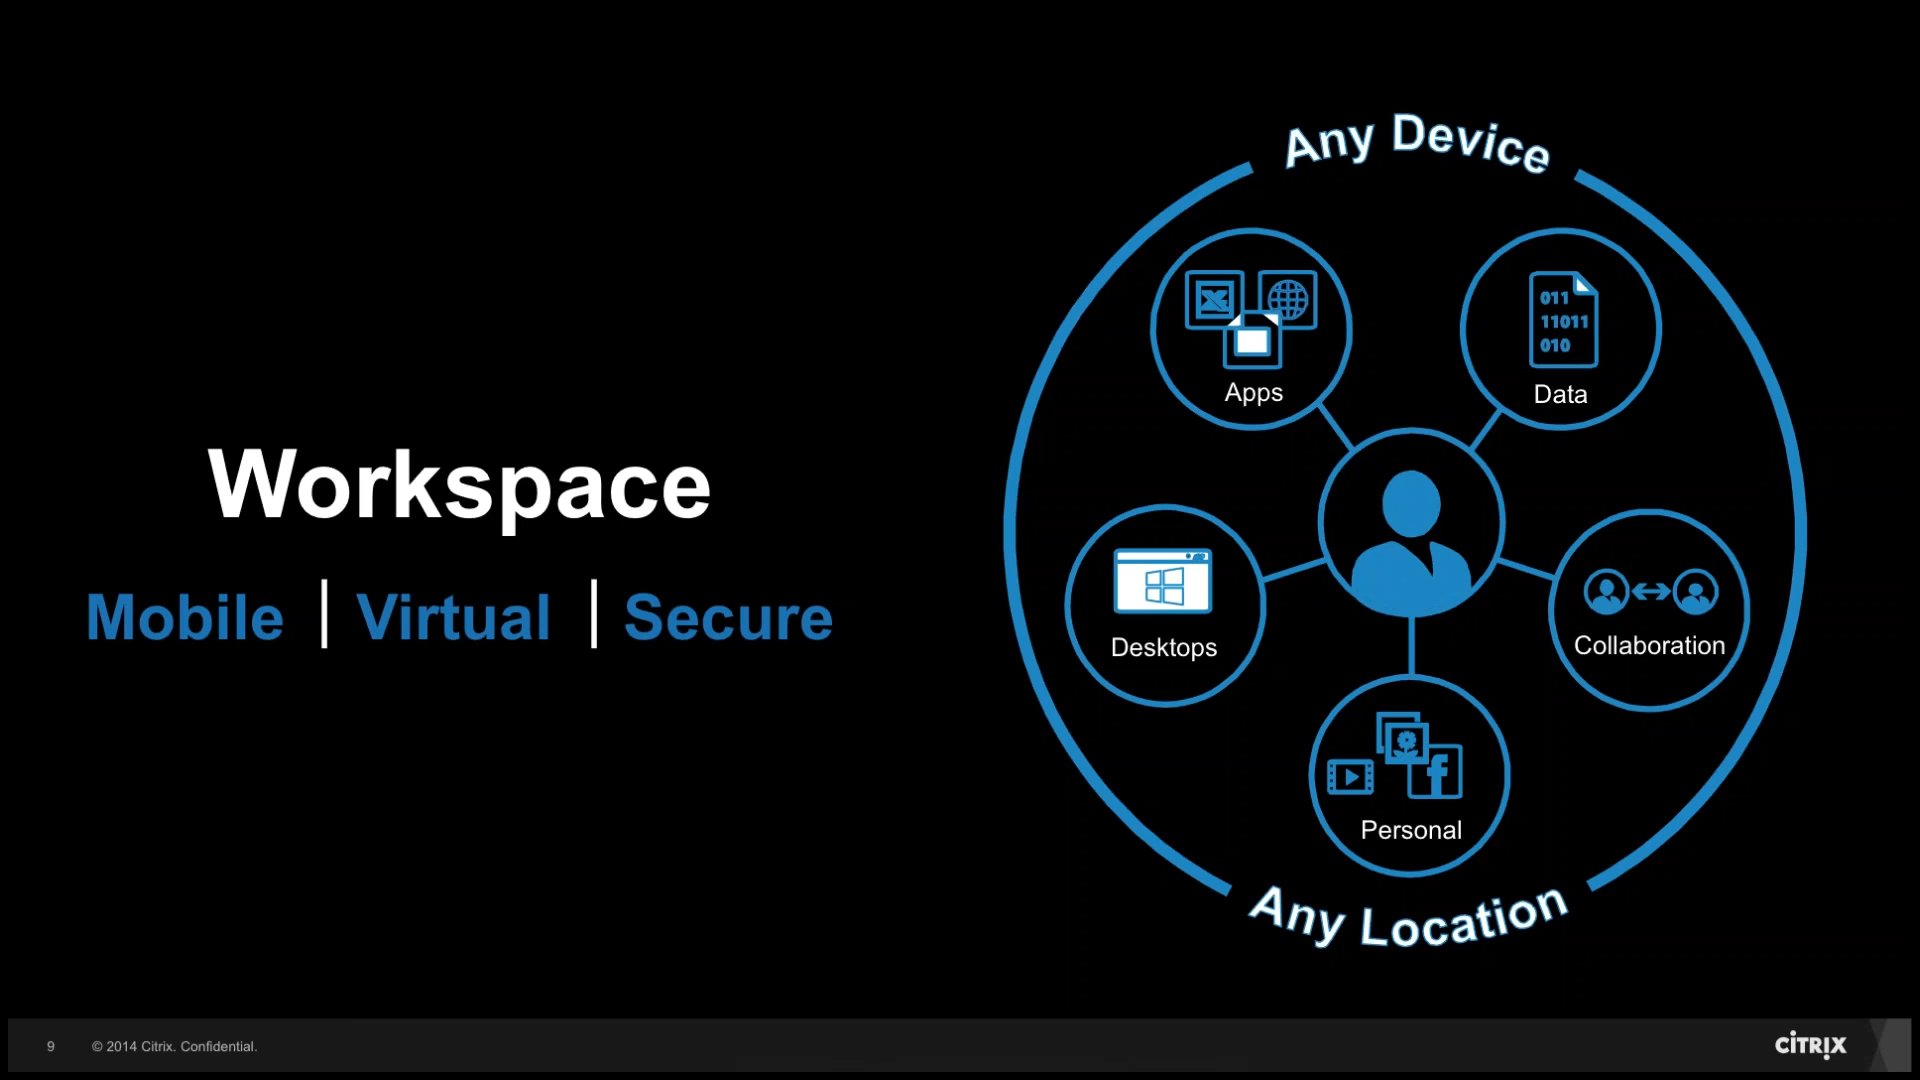 Any Device
011
11011
010
Apps
Data
Workspace
Mobile | Virtual | Secure
Desktops
Collaboration
f
Personal
Any Location
9
© 2014 Citrix. Confidential.
CITRIX